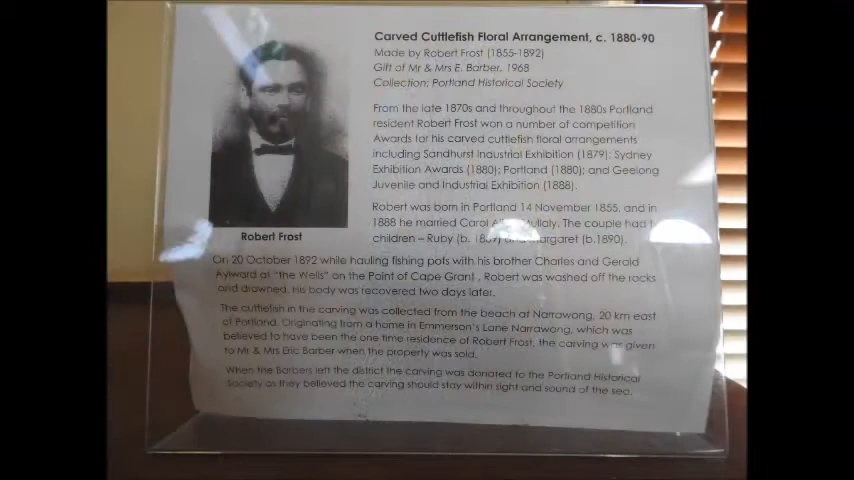 Carved Cuttlefish Floral Arrangement, c. 1880-90
Made by Robert Frost (1855-1892)
Gift of Mr & Mrs E. Barber, 1968
Collection: Portland Historical Society
From the late 1870s and throughout the 1880s Portland
resident Robert Frost won a number of competition
Awards for his carved cuttlefish floral arrangements
including Sandhurst Industrial Exhibition (1879); Sydney
Exhibition Awards (1880); Portland (1880); and Geelong
Juvenile and Industrial Exhibition (1888).
Robert was born in Portland 14 November 1855, and in
1888 he married Carol Mullaly. The couple had
children – Ruby (b. and Margaret (b.1890).
Robert Frost
On 20 October 1892 while hauling fishing pots with his brother Charles and Gerald
Aylward at "the Wells" on the Point of Cape Grant , Robert was washed off the rocks
and drowned. His body was recovered two days later.
The cuttlefish in the carving was collected from the beach at Narrawong, 20 km east
of Portland. Originating from a home in Emmerson's Lane Narrawong, which was
believed to have been the one time residence of Robert Frost, the carving was given
to Mr & Mrs Eric Barber when the property was sold.
When the Barbers left the district the carving was donated to the Portland Historical
Society as they believed the carving should stay within sight and sound of the sea.